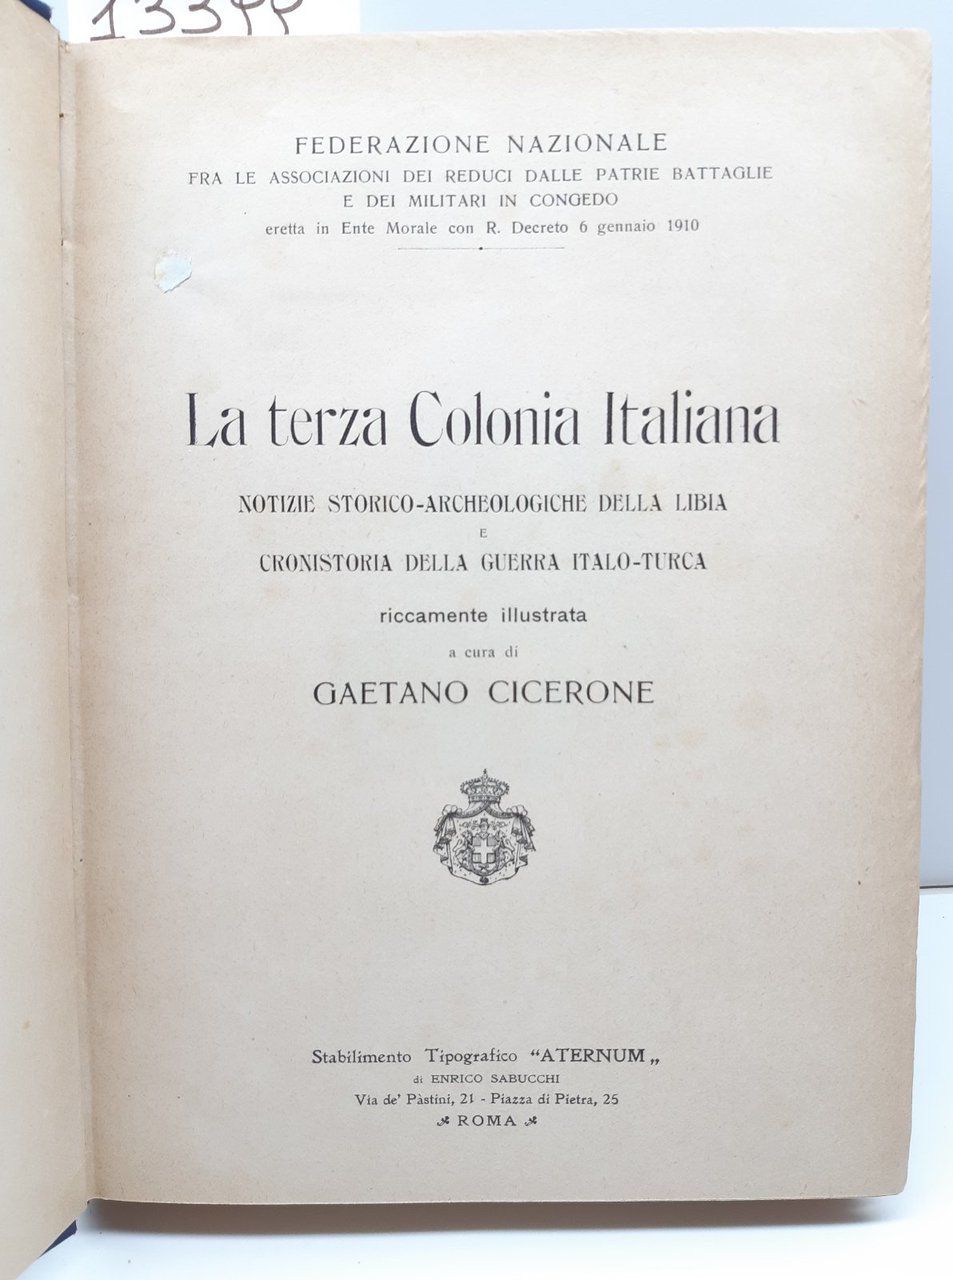 FEDERAZIONE NAZIONALE
FRA LE ASSOCIAZIONI DEI REDUCI DALLE PATRIE BATTAGLIE
E DEI MILITARI IN CONGEDO
eretta in Ente Morale con R. Decreto 6 gennaio 1910
La terza Colonia Italiana
NOTIZIE STORICO-ARCHEOLOGICHE DELLA LIBIA
E
CRONISTORIA DELLA GUERRA ITALO-TURCA
riccamente illustrata
a cura di
GAETANO CICERONE
Stabilimento Tipografico "ATERNUM„
di ENRICO SABUCCHI
Via de' Pàstini, 21 - Piazza di Pietra, 25
ROMA